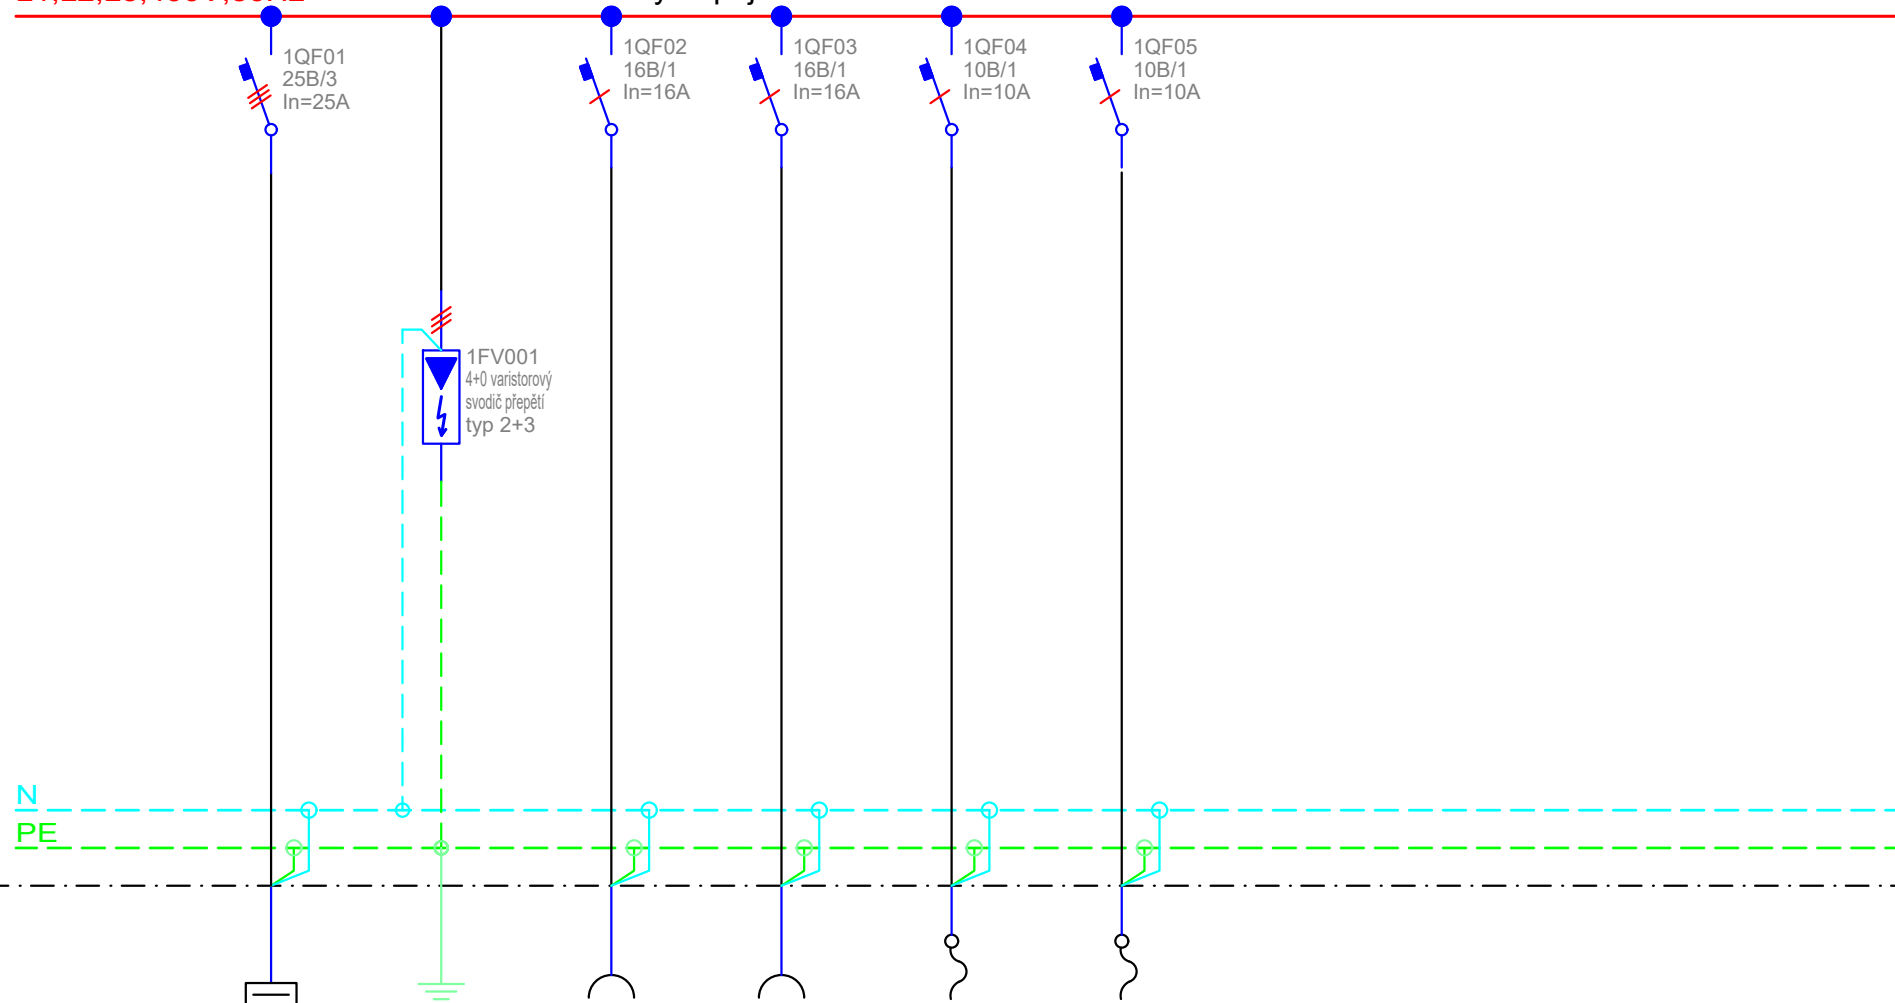 1QF01
25B/3
In=25A
1QF02
16B/1
In=16A
1QF03
16B/1
In=16A
1QF04
10B/1
In=10A
1QF05
10B/1
In=10A
1FV001
4+0 varistorový
svodič přepětí
typ 2+3
N
PE